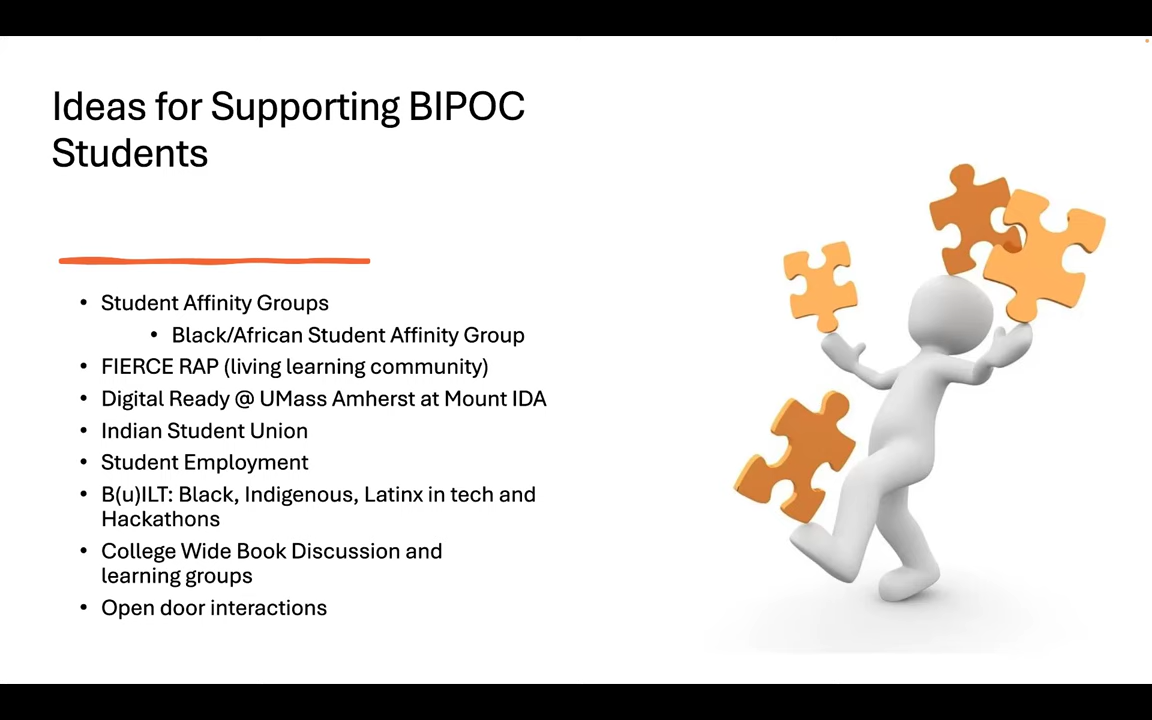 Ideas for Supporting BIPOC
Students
• Student Affinity Groups
• Black/African Student Affinity Group
• FIERCE RAP (living learning community)
• Digital Ready @ UMass Amherst at Mount IDA
• Indian Student Union
• Student Employment
• B(u)ILT: Black, Indigenous, Latinx in tech and
Hackathons
• College Wide Book Discussion and
learning groups
• Open door interactions